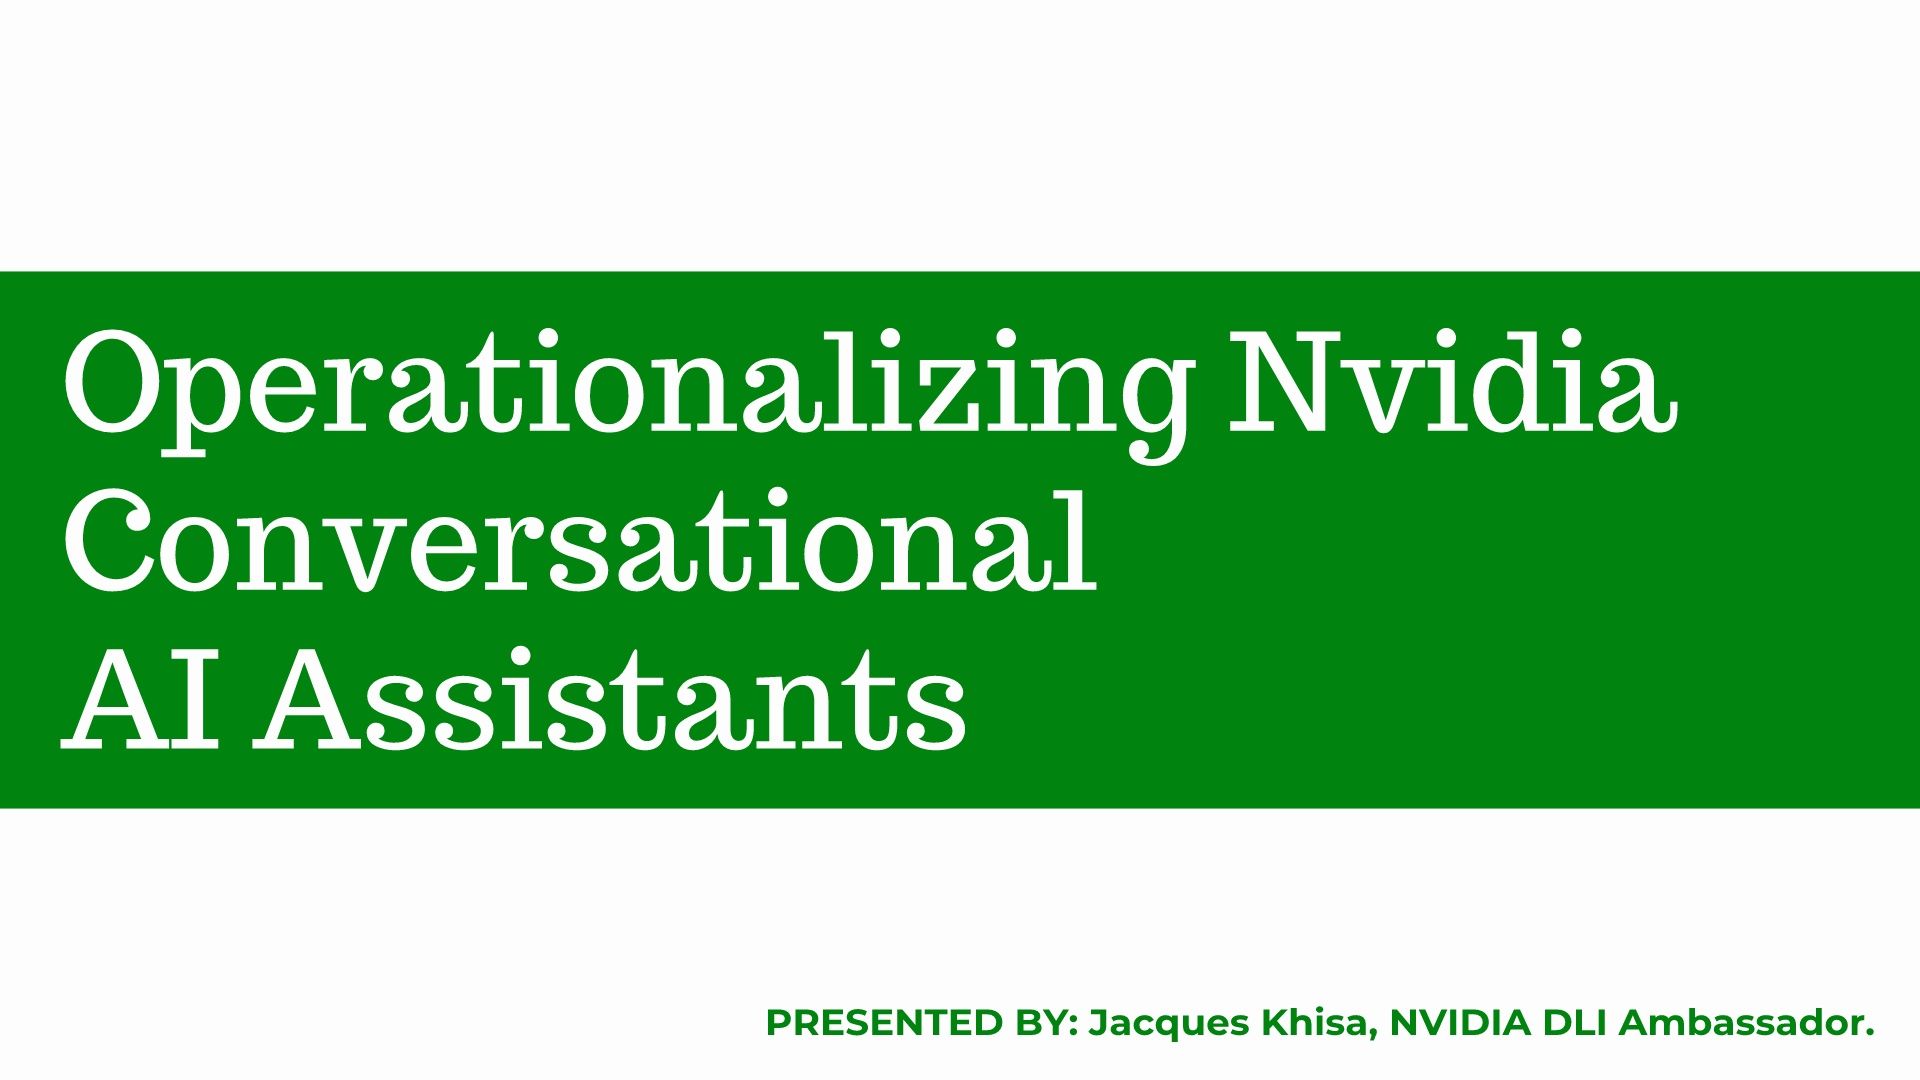 Operationalizing Nvidia
Conversational
AI Assistants
PRESENTED BY: Jacques Khisa, NVIDIA DLI Ambassador.